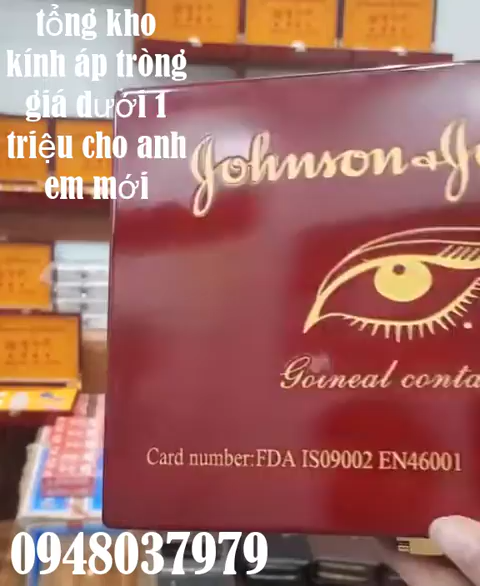 tổng kho
kính áp tròng
giá dưới 1
triệu cho anh
em mới
Johnson & J
Goineal conta
Card number:FDA IS09002 EN46001
0948037979